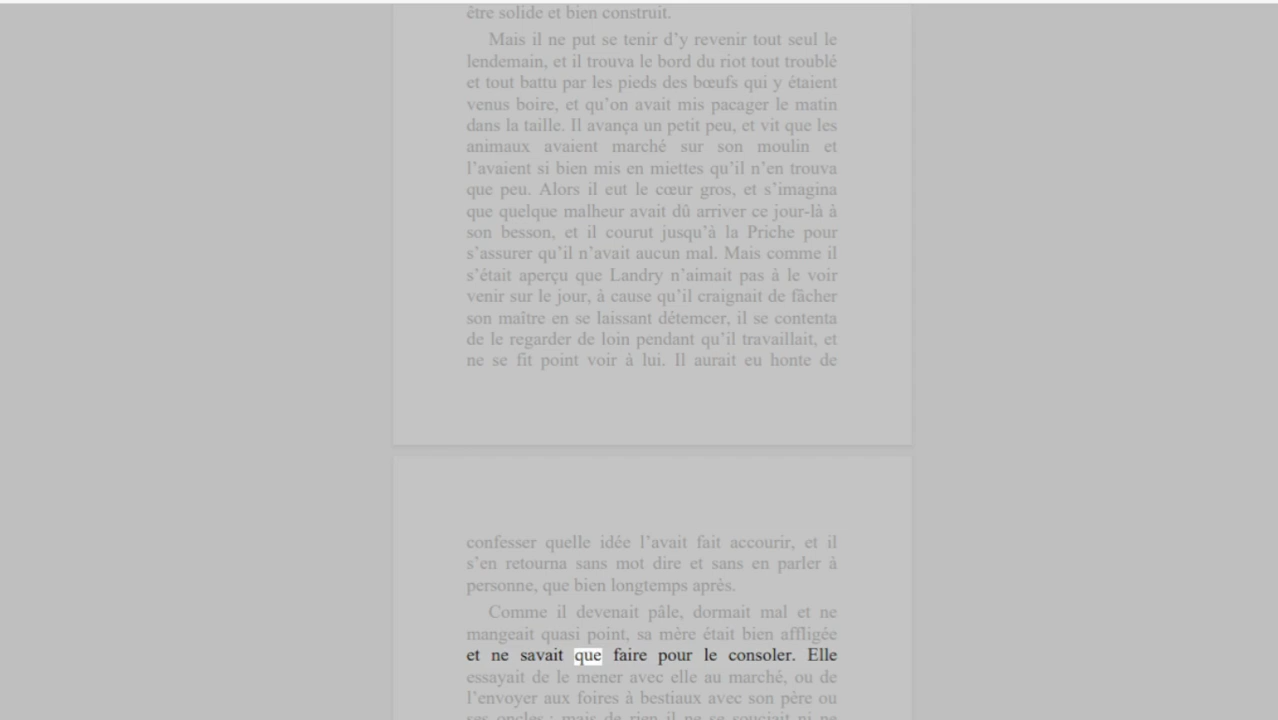 être solide et bien construit.
Mais il ne put se tenir d’y revenir tout seul le
lendemain, et il trouva le bord du riot tout troublé
et tout battu par les pieds des bœufs qui y étaient
venus boire, et qu’on avait mis pacager le matin
dans la taille. Il avança un petit peu, et vit que les
animaux avaient marché sur son moulin et
l’avaient si bien mis en miettes qu’il n’en trouva
que peu. Alors il eut le cœur gros, et s’imagina
que quelque malheur avait dû arriver ce jour-là à
son besson, et il courut jusqu’à la Priche pour
s’assurer qu’il n’avait aucun mal. Mais comme il
s’était aperçu que Landry n’aimait pas à le voir
venir sur le jour, à cause qu’il craignait de fâcher
son maître en se laissant détemcer, il se contenta
de le regarder de loin pendant qu’il travaillait, et
ne se fit point voir à lui. Il aurait eu honte de
confesser quelle idée l’avait fait accourir, et il
s’en retourna sans mot dire et sans en parler à
personne, que bien longtemps après.
Comme il devenait pâle, dormait mal et ne
mangeait quasi point, sa mère était bien affligée
et ne savait que faire pour le consoler. Elle
essayait de le mener avec elle au marché, ou de
l’envoyer aux foires à bestiaux avec son père ou
ses oncles ; mais de rien il ne se souciait ni ne